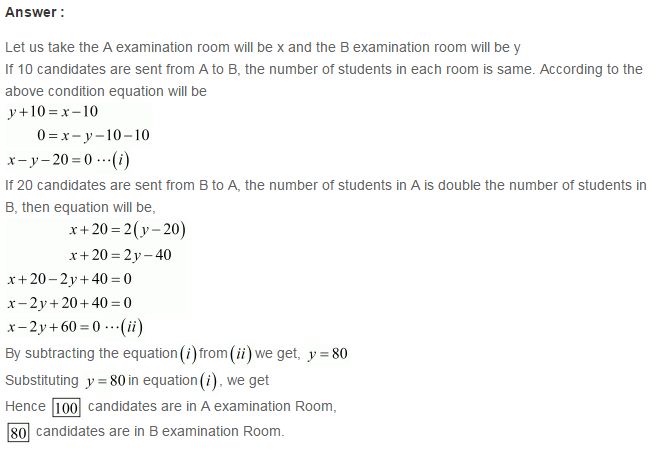 Answer :
Let us take the A examination room will be x and the B examination room will be y
If 10 candidates are sent from A to B, the number of students in each room is same. According to the
above condition equation will be
y+10=x−10
0=x−y−10−10
x−y−20=0 ⋯(i)
If 20 candidates are sent from B to A, the number of students in A is double the number of students in
B, then equation will be,
x+20=2(y−20)
x+20=2y−40
x+20−2y+40=0
x−2y+20+40=0
x−2y+60=0 ⋯(ii)
By subtracting the equation (i) from (ii) we get, y=80
Substituting y=80 in equation (i), we get
Hence 100 candidates are in A examination Room,
80 candidates are in B examination Room.